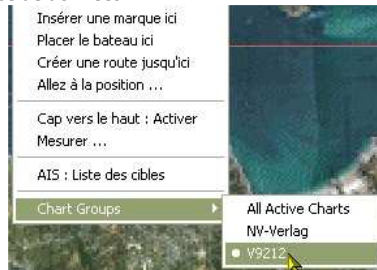 Insérer une marque ici
Placer le bateau ici
Créer une route jusqu'ici
Allez à la position ...
Cap vers le haut : Activer
Mesurer ...
AIS : Liste des cibles
Chart Groups
All Active Charts
NV-Verlag
V9212